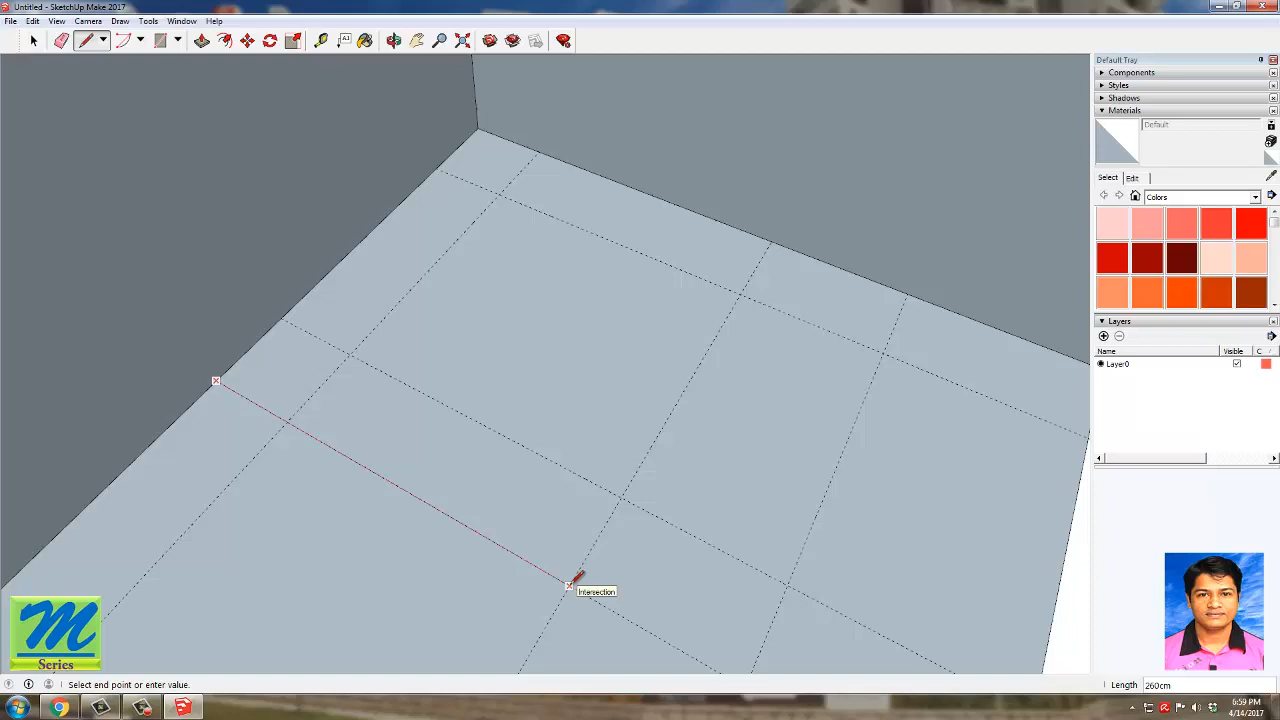 Untitled - SketchUp Make 2017
File Edit View Camera Draw Tools Window Help
A1
Default Tray
Components
Styles
Shadows
Materials
Default
Select Edit
Colors
Layers
Name Visible C
Layer0
Intersection
M
Series
Select end point or enter value.
Length 260cm
6:59 PM
4/14/2017